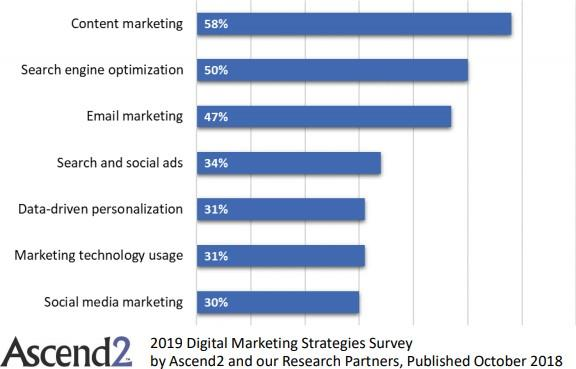 Content marketing 58%
Search engine optimization 50%
Email marketing 47%
Search and social ads 34%
Data-driven personalization 31%
Marketing technology usage 31%
Social media marketing 30%
Ascend2™ 2019 Digital Marketing Strategies Survey
by Ascend2 and our Research Partners, Published October 2018